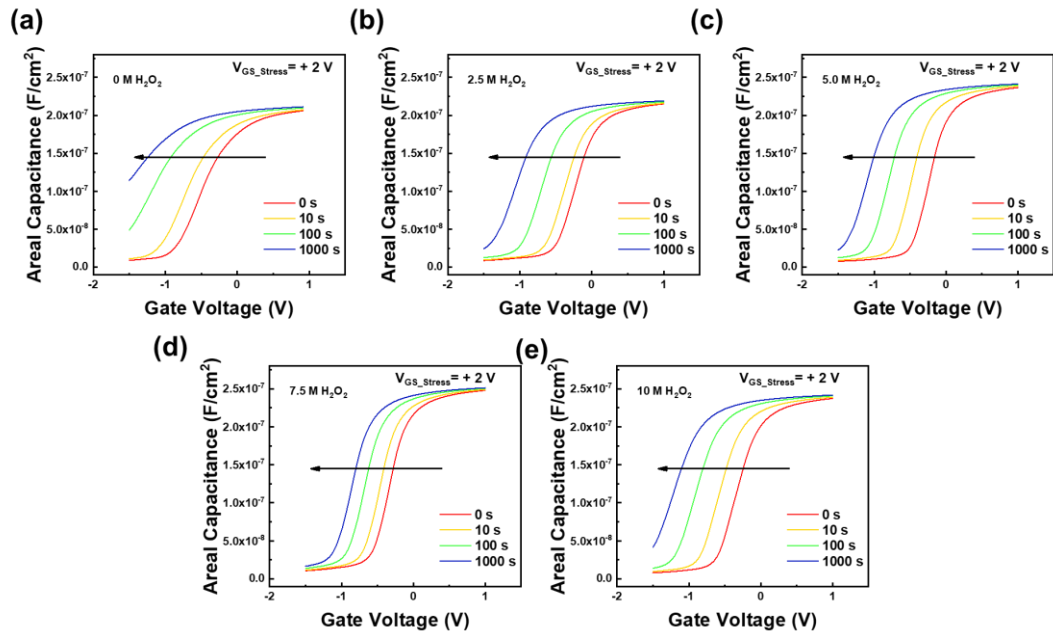 (a)
0 M H₂O₂
V_GS_Stress = + 2 V
Areal Capacitance (F/cm²)
2.5x10⁻⁷
2.0x10⁻⁷
1.5x10⁻⁷
1.0x10⁻⁷
5.0x10⁻⁸
0.0
0 s
10 s
100 s
1000 s
-2 -1 0 1
Gate Voltage (V)
(b)
2.5 M H₂O₂
V_GS_Stress = + 2 V
Areal Capacitance (F/cm²)
2.5x10⁻⁷
2.0x10⁻⁷
1.5x10⁻⁷
1.0x10⁻⁷
5.0x10⁻⁸
0.0
0 s
10 s
100 s
1000 s
-2 -1 0 1
Gate Voltage (V)
(c)
5.0 M H₂O₂
V_GS_Stress = + 2 V
Areal Capacitance (F/cm²)
2.5x10⁻⁷
2.0x10⁻⁷
1.5x10⁻⁷
1.0x10⁻⁷
5.0x10⁻⁸
0.0
0 s
10 s
100 s
1000 s
-2 -1 0 1
Gate Voltage (V)
(d)
7.5 M H₂O₂
V_GS_Stress = + 2 V
Areal Capacitance (F/cm²)
2.5x10⁻⁷
2.0x10⁻⁷
1.5x10⁻⁷
1.0x10⁻⁷
5.0x10⁻⁸
0.0
0 s
10 s
100 s
1000 s
-2 -1 0 1
Gate Voltage (V)
(e)
10 M H₂O₂
V_GS_Stress = + 2 V
Areal Capacitance (F/cm²)
2.5x10⁻⁷
2.0x10⁻⁷
1.5x10⁻⁷
1.0x10⁻⁷
5.0x10⁻⁸
0.0
0 s
10 s
100 s
1000 s
-2 -1 0 1
Gate Voltage (V)